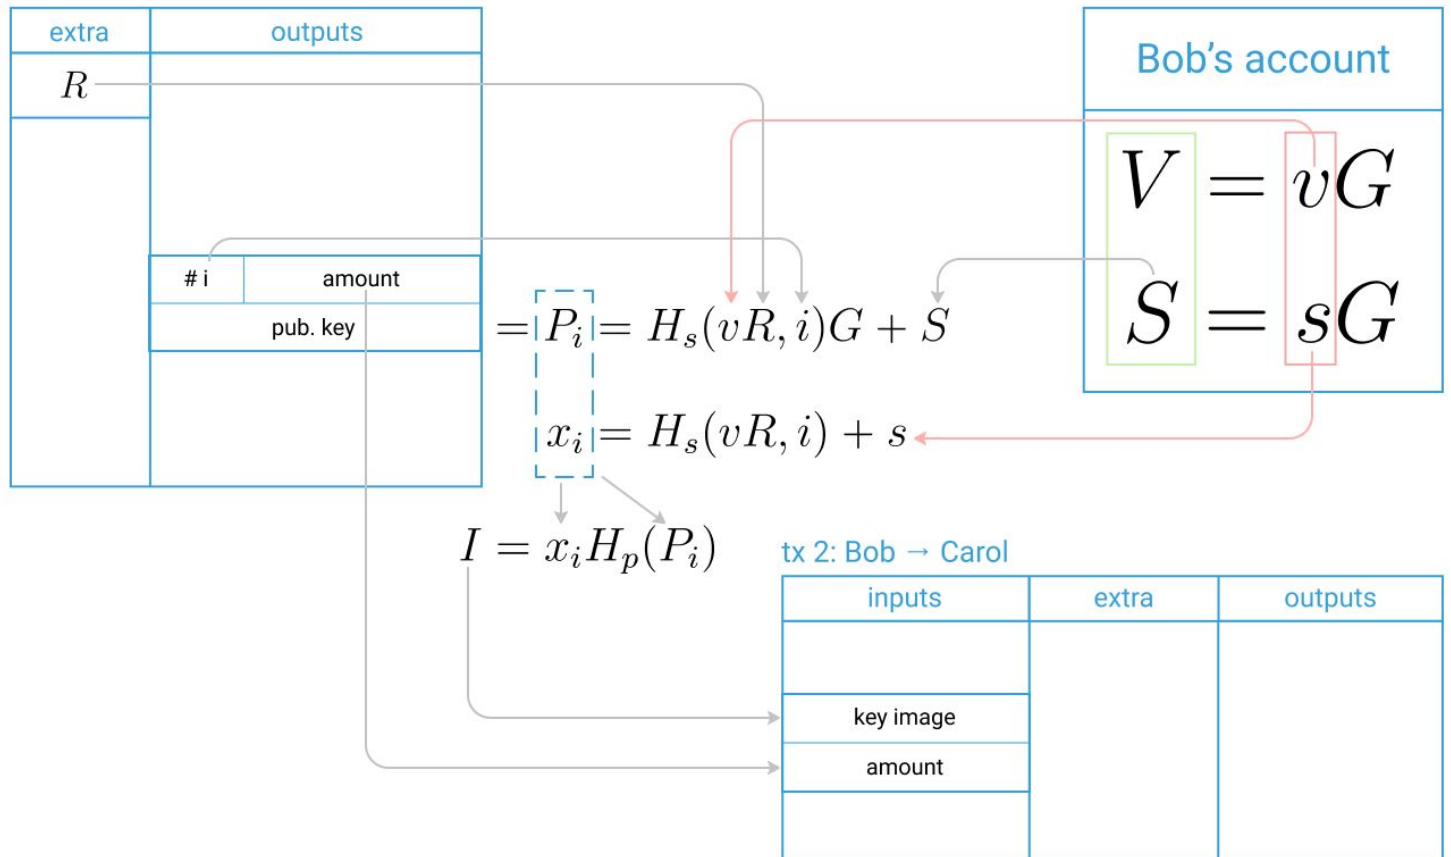 extra
outputs
R
# i
amount
pub. key
Bob's account
V = vG
S = sG
= P_i = H_s(vR, i)G + S
x_i = H_s(vR, i) + s
I = x_i H_p(P_i)
tx 2: Bob → Carol
inputs
extra
outputs
key image
amount